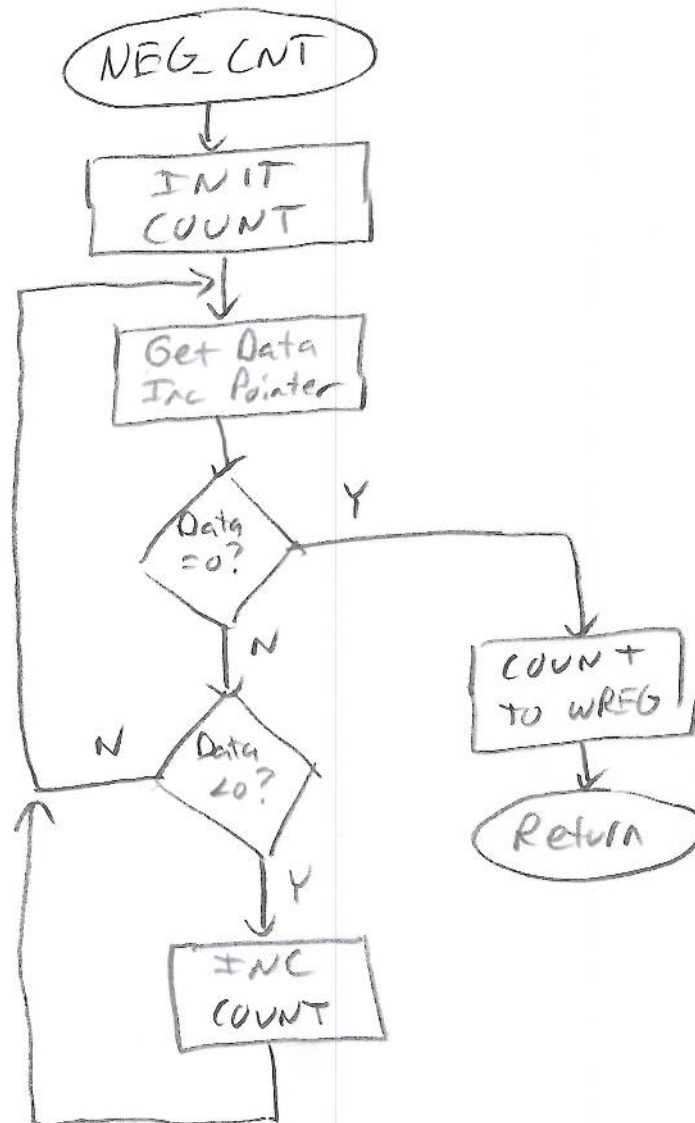 NEG_CNT
INIT
COUNT
Get Data
Inc Pointer
Data
=0?
Y
N
COUNT
TO WREG
Return
Data
<0?
N
Y
INC
COUNT